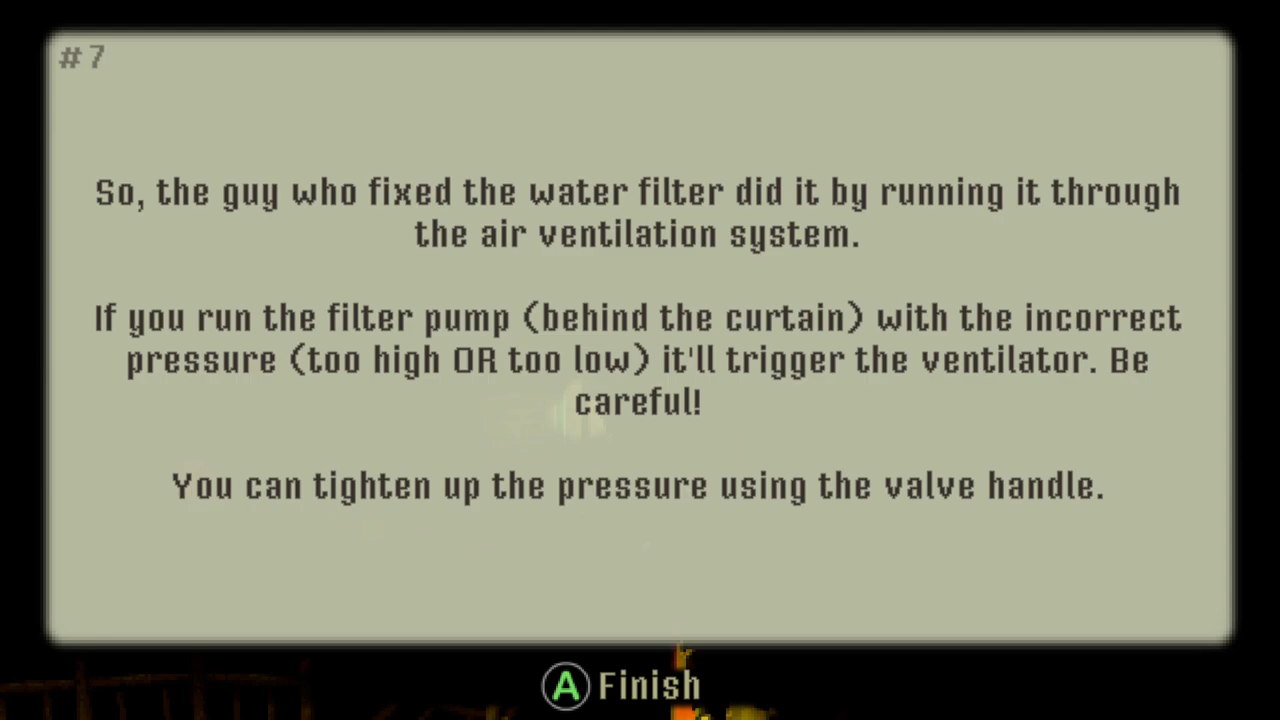 #7
So, the guy who fixed the water filter did it by running it through
the air ventilation system.
If you run the filter pump (behind the curtain) with the incorrect
pressure (too high OR too low) it'll trigger the ventilator. Be
careful!
You can tighten up the pressure using the valve handle.
A Finish